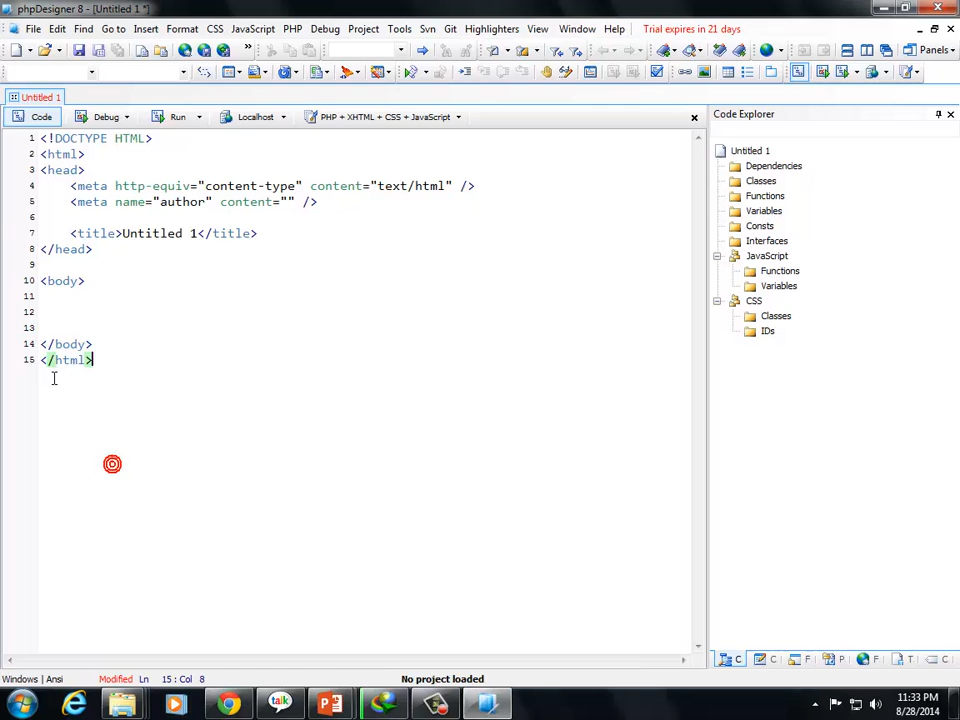 phpDesigner 8 - [Untitled 1 *]
File Edit Find Go to Insert Format CSS JavaScript PHP Debug Project Tools Svn Git Highlighters View Window Help Trial expires in 21 days
Panels
Untitled 1
Code Debug Run Localhost PHP + XHTML + CSS + JavaScript
Code Explorer
1 <!DOCTYPE HTML>
2 <html>
3 <head>
4 <meta http-equiv="content-type" content="text/html" />
5 <meta name="author" content="" />
6
7 <title>Untitled 1</title>
8 </head>
9
10 <body>
11
12
13
14 </body>
15 </html>
Untitled 1
Dependencies
Classes
Functions
Variables
Consts
Interfaces
JavaScript
Functions
Variables
CSS
Classes
IDs
C C F P F T C
Windows | Ansi Modified Ln 15 : Col 8 No project loaded
talk
11:33 PM
8/28/2014